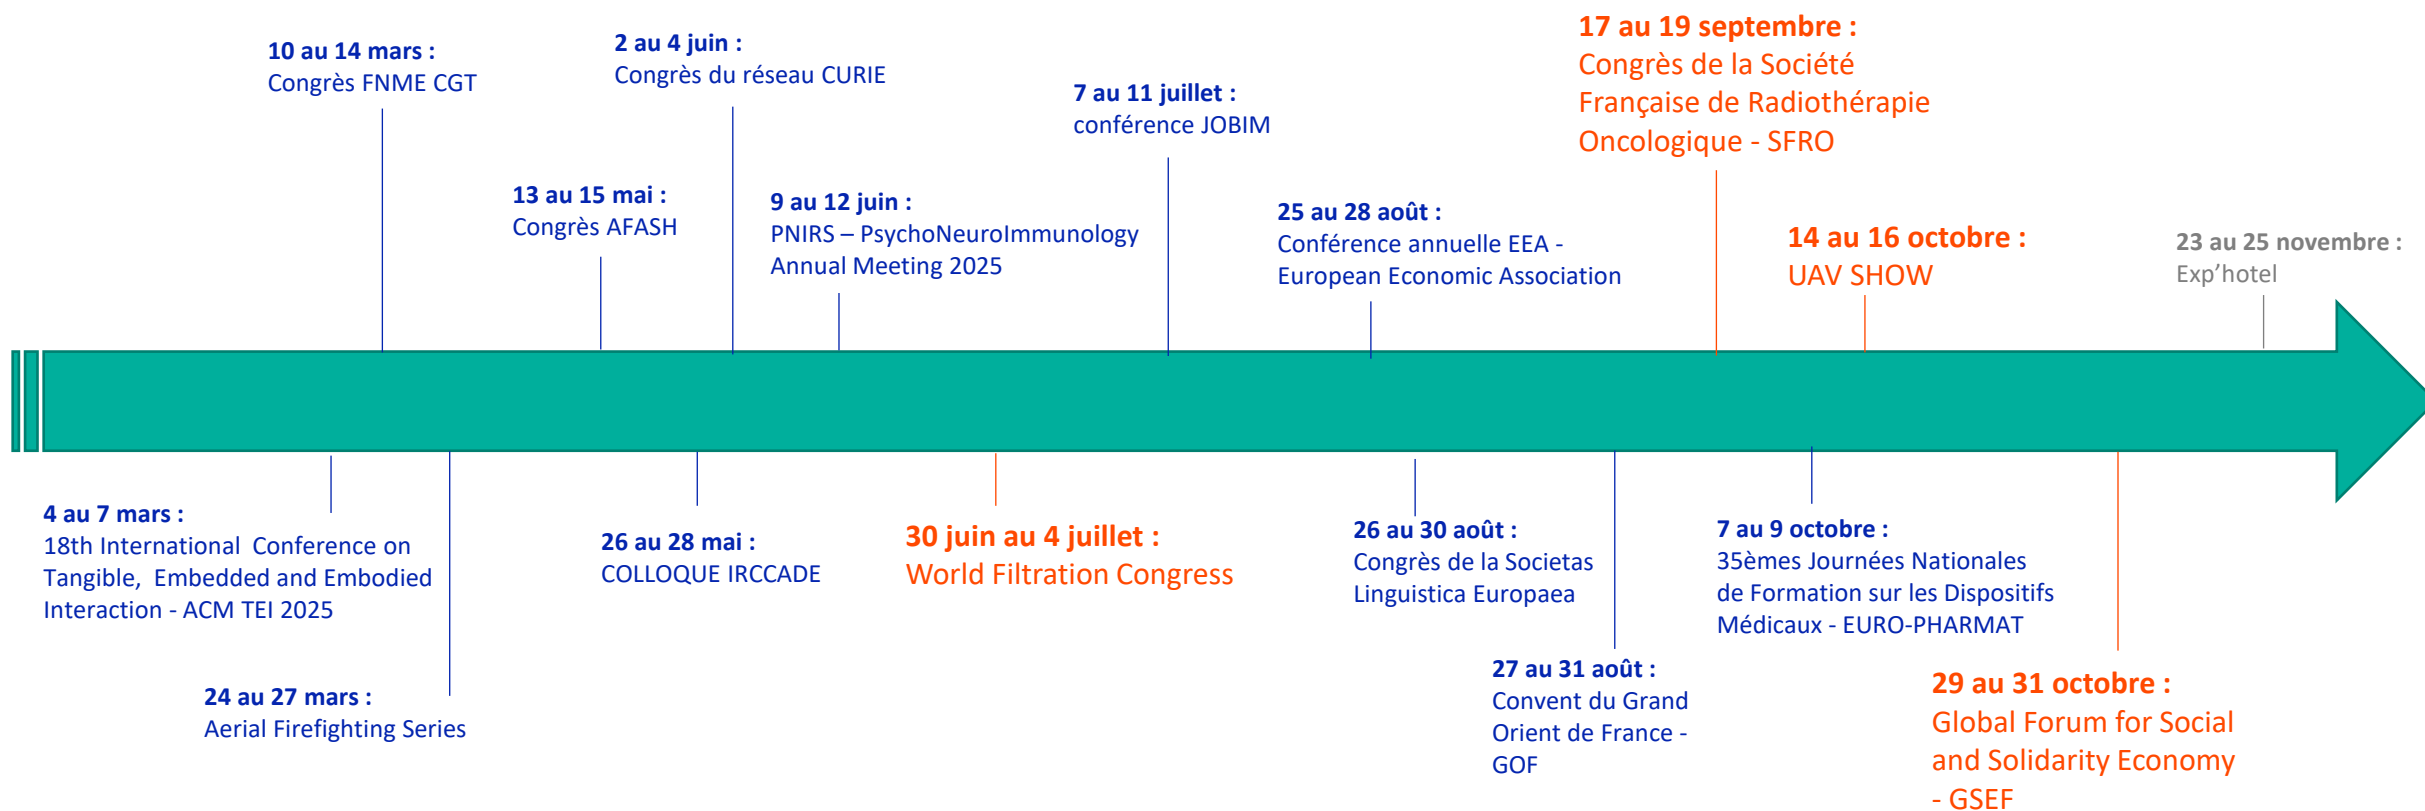 10 au 14 mars :
Congrès FNME CGT
2 au 4 juin :
Congrès du réseau CURIE
17 au 19 septembre :
Congrès de la Société
Française de Radiothérapie
Oncologique - SFRO
7 au 11 juillet :
conférence JOBIM
13 au 15 mai :
Congrès AFASH
9 au 12 juin :
PNIRS – PsychoNeuroImmunology
Annual Meeting 2025
25 au 28 août :
Conférence annuelle EEA -
European Economic Association
14 au 16 octobre :
UAV SHOW
23 au 25 novembre :
Exp’hotel
4 au 7 mars :
18th International  Conference on
Tangible,  Embedded and Embodied
Interaction - ACM TEI 2025
24 au 27 mars :
Aerial Firefighting Series
26 au 28 mai :
COLLOQUE IRCCADE
30 juin au 4 juillet :
World Filtration Congress
26 au 30 août :
Congrès de la Societas
Linguistica Europaea
27 au 31 août :
Convent du Grand
Orient de France -
GOF
7 au 9 octobre :
35èmes Journées Nationales
de Formation sur les Dispositifs
Médicaux - EURO-PHARMAT
29 au 31 octobre :
Global Forum for Social
and Solidarity Economy
- GSEF